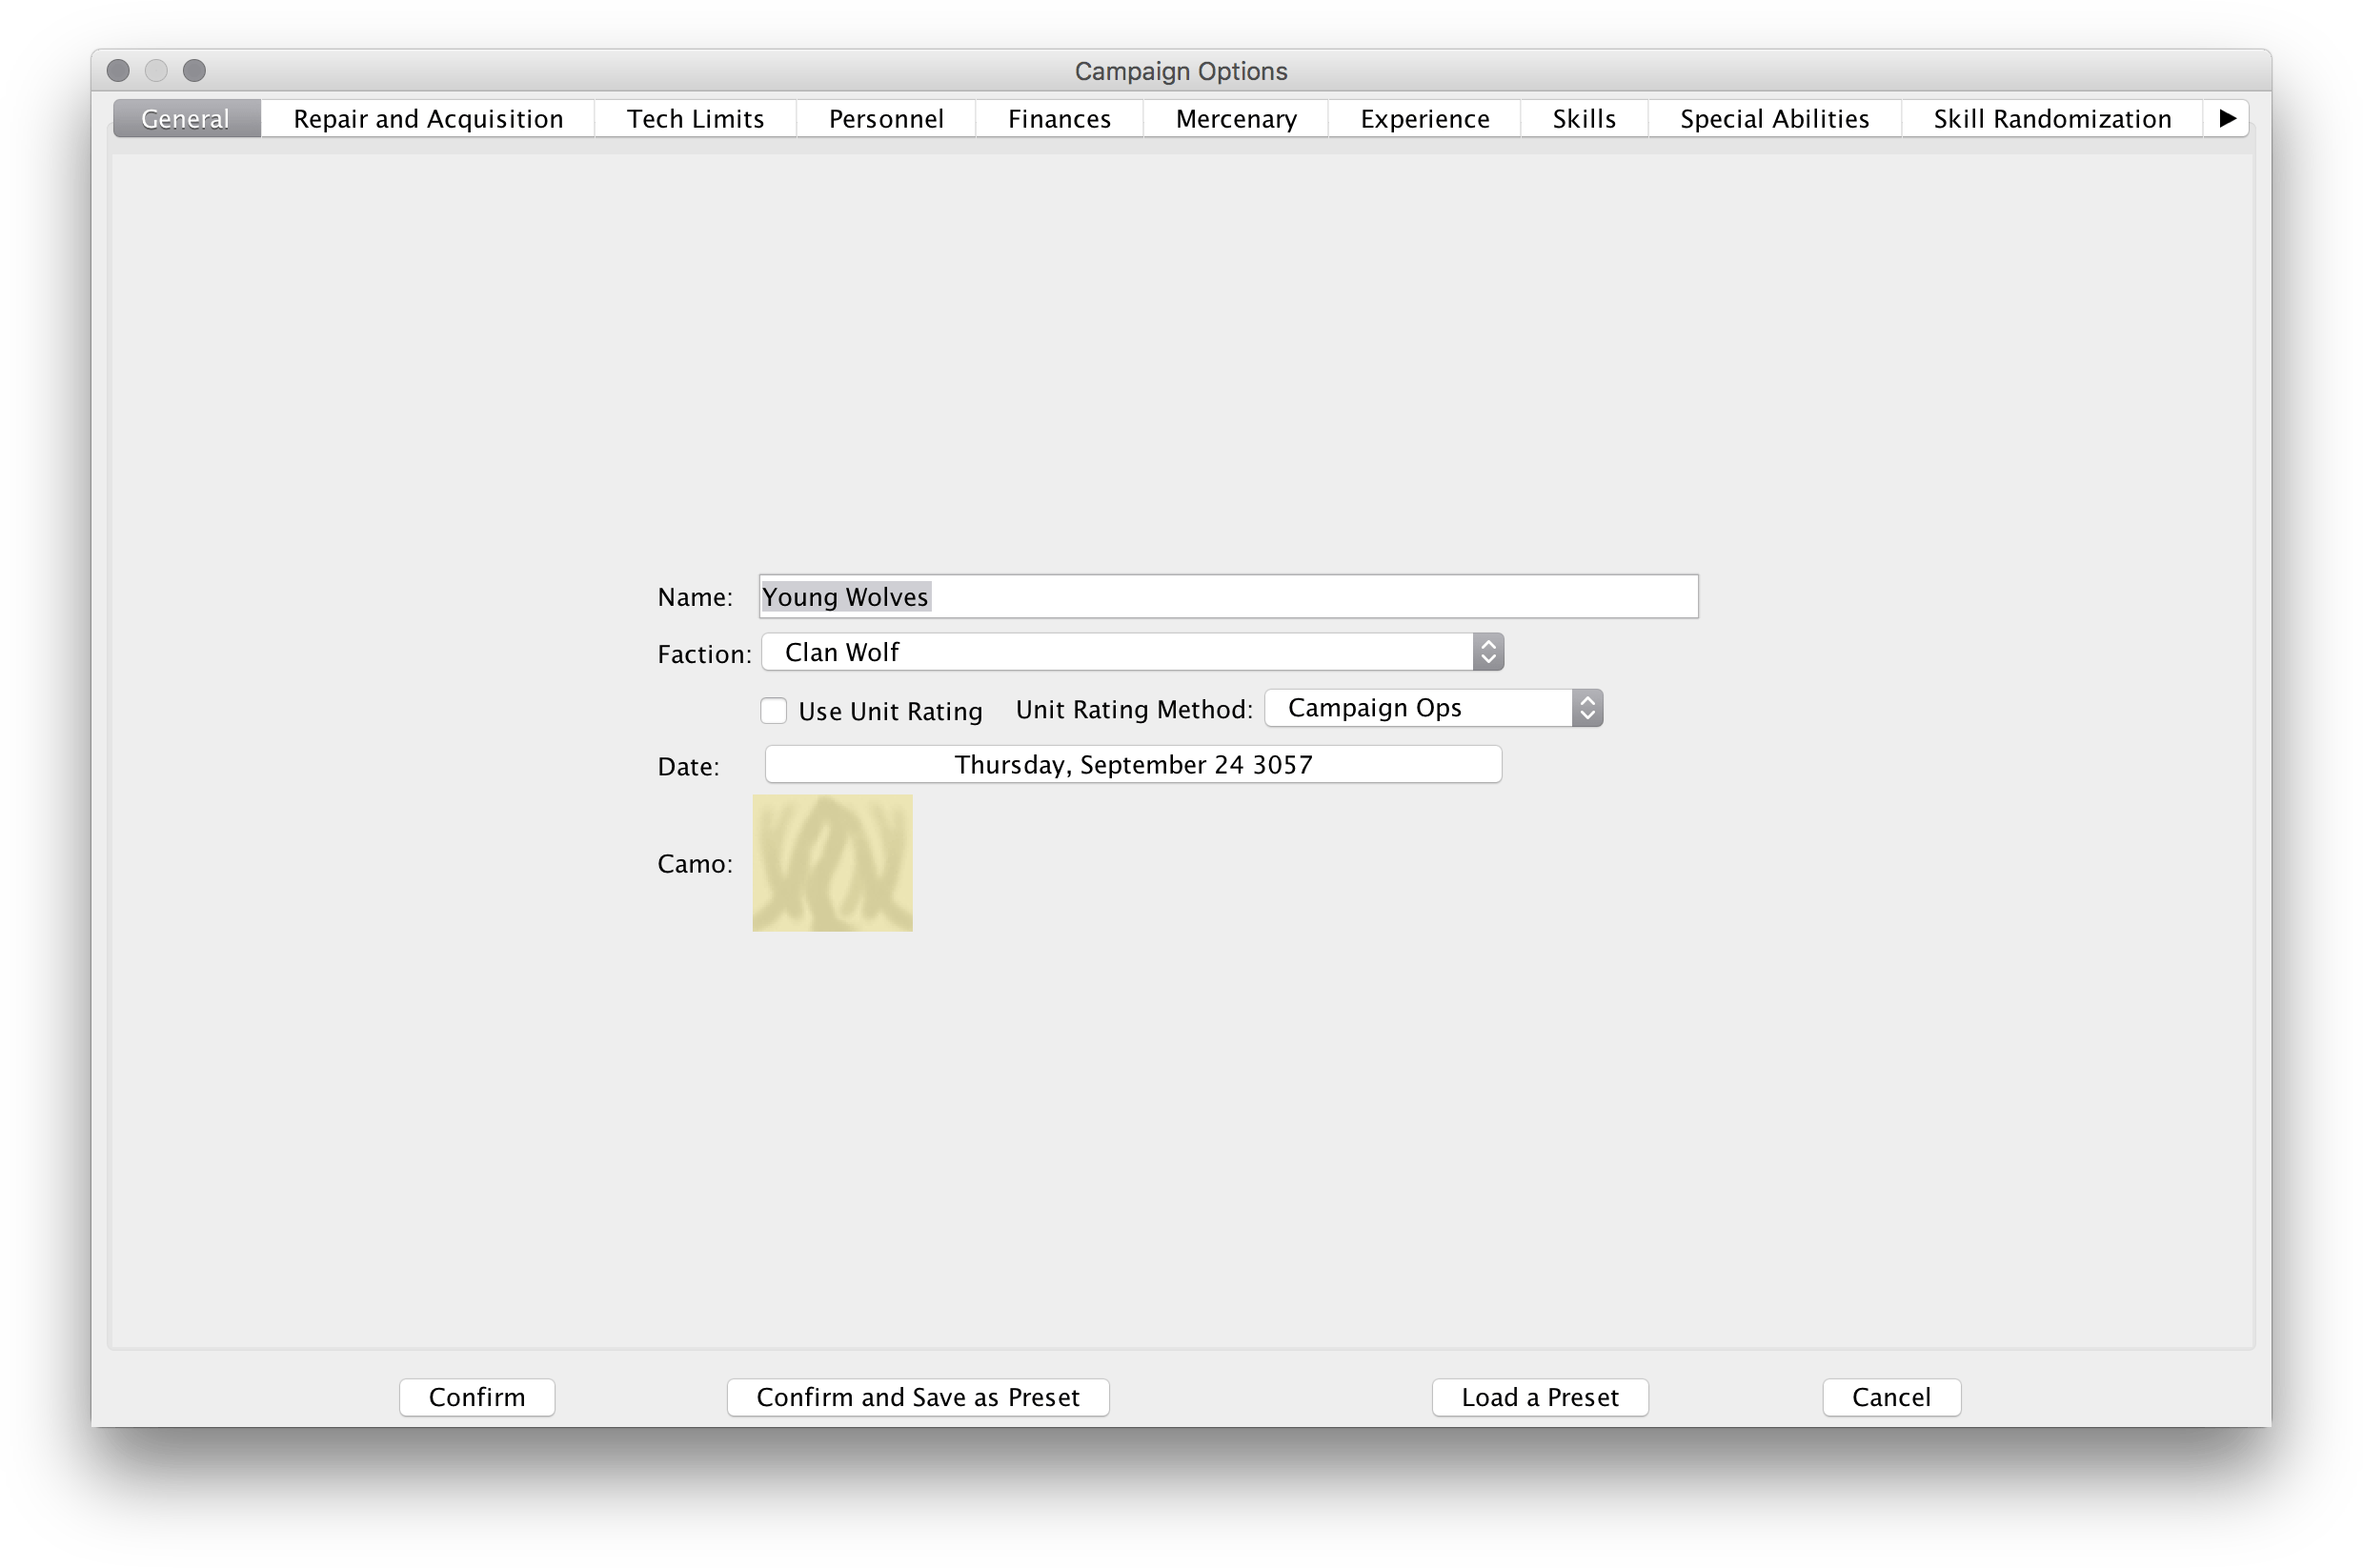 Campaign Options
General Repair and Acquisition Tech Limits Personnel Finances Mercenary Experience Skills Special Abilities Skill Randomization
Name: Young Wolves
Faction: Clan Wolf
Use Unit Rating Unit Rating Method: Campaign Ops
Date: Thursday, September 24 3057
Camo:
Confirm Confirm and Save as Preset Load a Preset Cancel